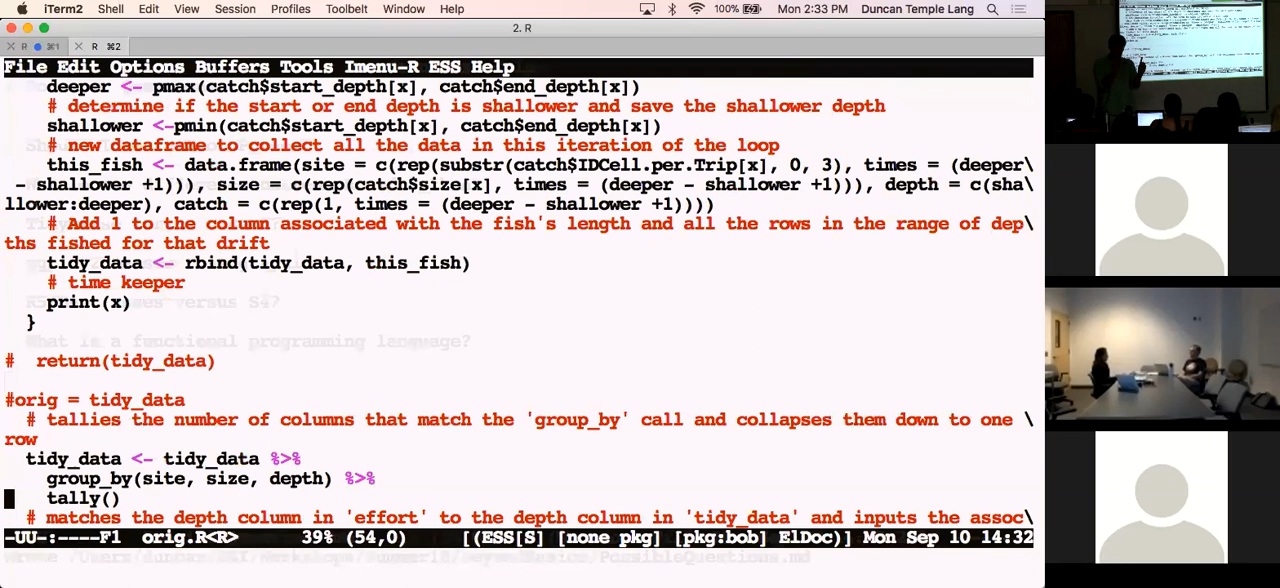 iTerm2 Shell Edit View Session Profiles Toolbelt Window Help 100% Mon 2:33 PM Duncan Temple Lang
2. R
R ⌘1 R ⌘2
File Edit Options Buffers Tools Imenu-R ESS Help
deeper <- pmax(catch$start_depth[x], catch$end_depth[x])
# determine if the start or end depth is shallower and save the shallower depth
shallower <-pmin(catch$start_depth[x], catch$end_depth[x])
# new dataframe to collect all the data in this iteration of the loop
this_fish <- data.frame(site = c(rep(substr(catch$IDCell.per.Trip[x], 0, 3), times = (deeper\
- shallower +1))), size = c(rep(catch$size[x], times = (deeper - shallower +1))), depth = c(sha\
llower:deeper), catch = c(rep(1, times = (deeper - shallower +1))))
# Add 1 to the column associated with the fish's length and all the rows in the range of dep\
ths fished for that drift
tidy_data <- rbind(tidy_data, this_fish)
# time keeper
versus S4?
print(x)
}
What is a functional programming language?
# return(tidy_data)
#orig = tidy_data
# tallies the number of columns that match the 'group_by' call and collapses them down to one \
row
tidy_data <- tidy_data %>%
group_by(site, size, depth) %>%
tally()
# matches the depth column in 'effort' to the depth column in 'tidy_data' and inputs the assoc\
-UU-:----F1 orig.R<R> 39% (54,0) [(ESS[S] [none pkg] [pkg:bob] ElDoc)] Mon Sep 10 14:32